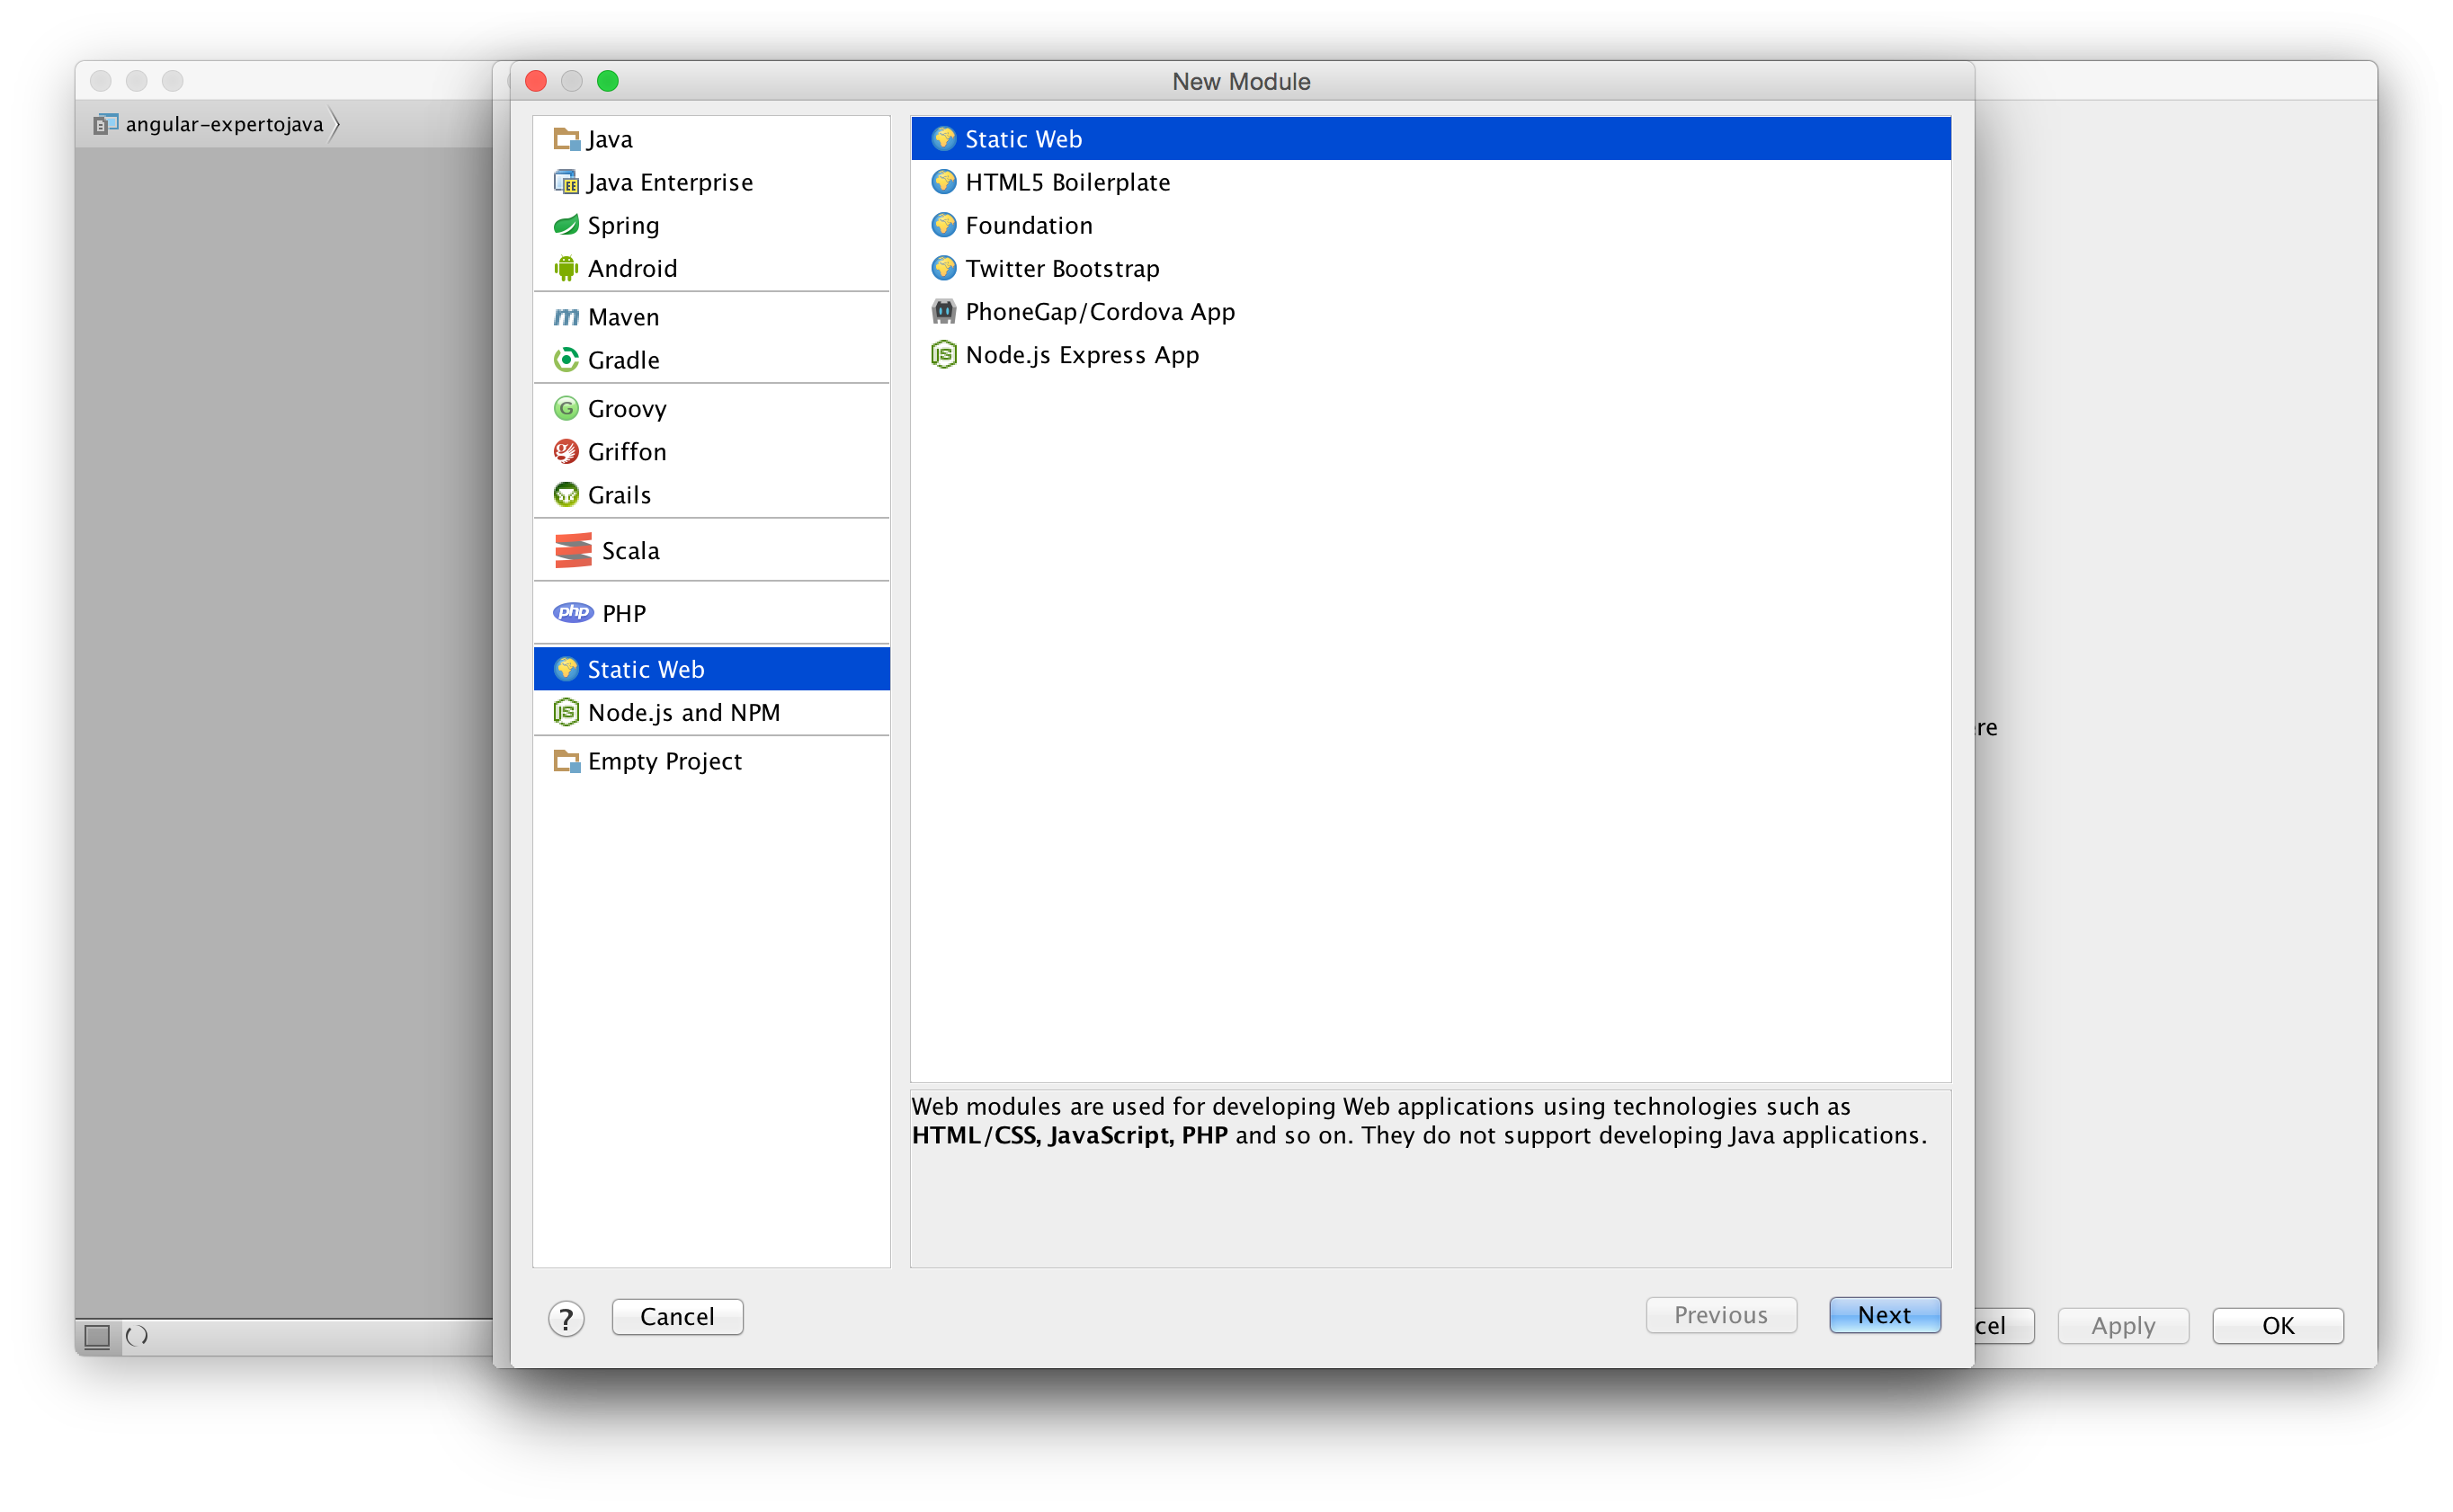 New Module
angular-expertojava
Java
Java Enterprise
Spring
Android
Maven
Gradle
G Groovy
Griffon
Grails
Scala
php PHP
Static Web
JS Node.js and NPM
Empty Project
Static Web
HTML5 Boilerplate
Foundation
Twitter Bootstrap
PhoneGap/Cordova App
JS Node.js Express App
Web modules are used for developing Web applications using technologies such as
HTML/CSS, JavaScript, PHP and so on. They do not support developing Java applications.
re
? Cancel
Previous
Next
cel
Apply
OK